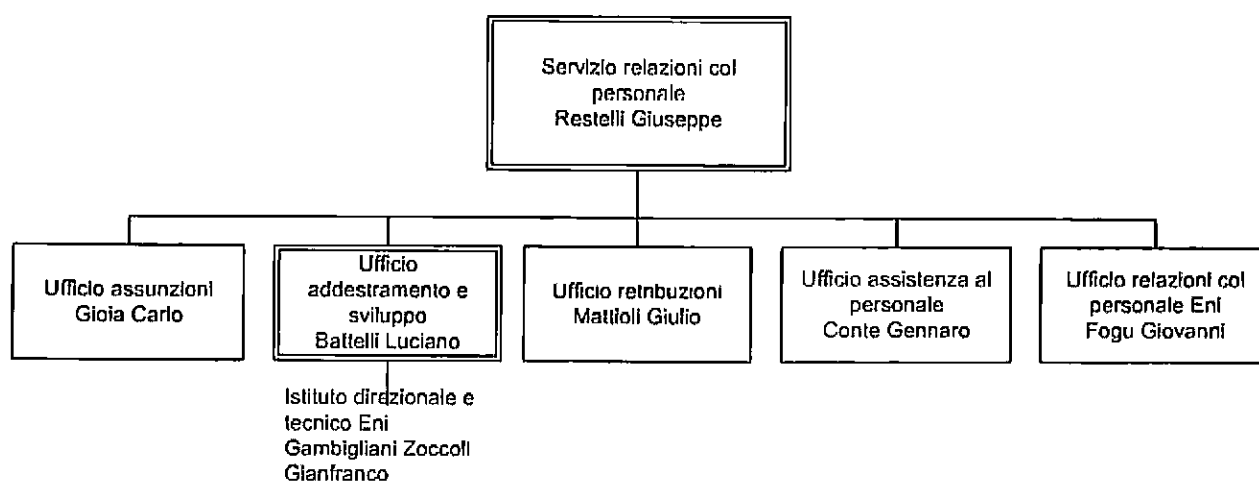 Servizio relazioni col
personale
Restelli Giuseppe
Ufficio assunzioni
Gioia Carlo
Ufficio
addestramento e
sviluppo
Battelli Luciano
Ufficio retribuzioni
Mattioli Giulio
Ufficio assistenza al
personale
Conte Gennaro
Ufficio relazioni col
personale Eni
Fogu Giovanni
Istituto direzionale e
tecnico Eni
Gambigliani Zoccoli
Gianfranco